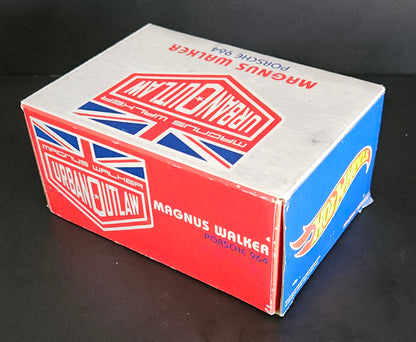 MAGNUS WALKER
PORSCHE 964
MAGNUS WALKER
URBAN OUTLAW
MAGNUS WALKER
URBAN OUTLAW
MAGNUS WALKER
PORSCHE 964
HOT WHEELS